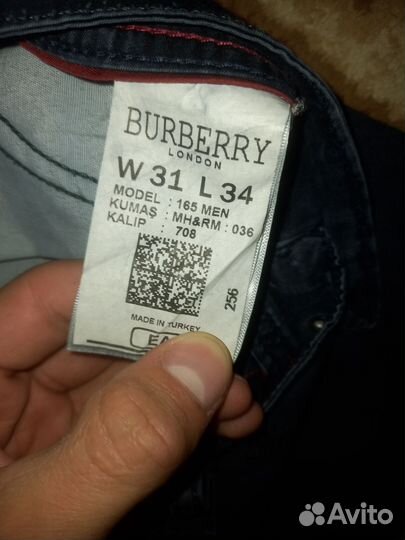 BURBERRY
LONDON
W 31 L 34
MODEL : 165 MEN
KUMAŞ : MH&RM : 036
KALIP : 708
256
MADE IN TURKEY
Avito